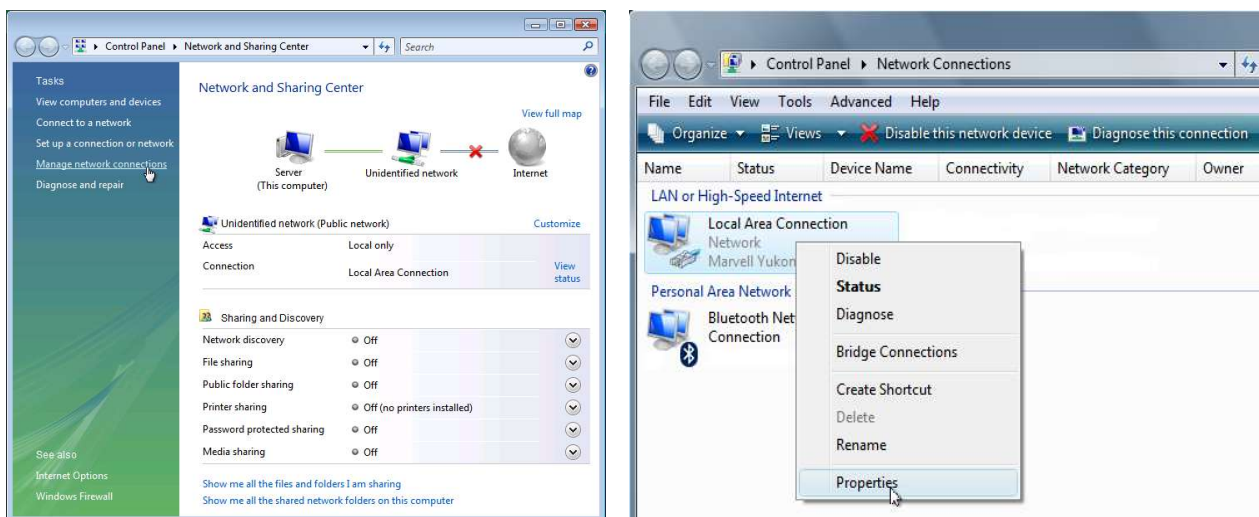 Control Panel
Network and Sharing Center
Search
Tasks
View computers and devices
Connect to a network
Set up a connection or network
Manage network connections
Diagnose and repair
See also
Internet Options
Windows Firewall
Network and Sharing Center
View full map
Server
(This computer)
Unidentified network
Internet
Unidentified network (Public network)
Customize
Access
Local only
Connection
Local Area Connection
View
status
Sharing and Discovery
Network discovery
Off
File sharing
Off
Public folder sharing
Off
Printer sharing
Off (no printers installed)
Password protected sharing
Off
Media sharing
Off
Show me all the files and folders I am sharing
Show me all the shared network folders on this computer
Control Panel
Network Connections
File Edit View Tools Advanced Help
Organize Views Disable this network device Diagnose this connection
Name Status Device Name Connectivity Network Category Owner
LAN or High-Speed Internet
Local Area Connection
Network
Marvell Yukon
Personal Area Network
Bluetooth Net
Connection
Disable
Status
Diagnose
Bridge Connections
Create Shortcut
Delete
Rename
Properties